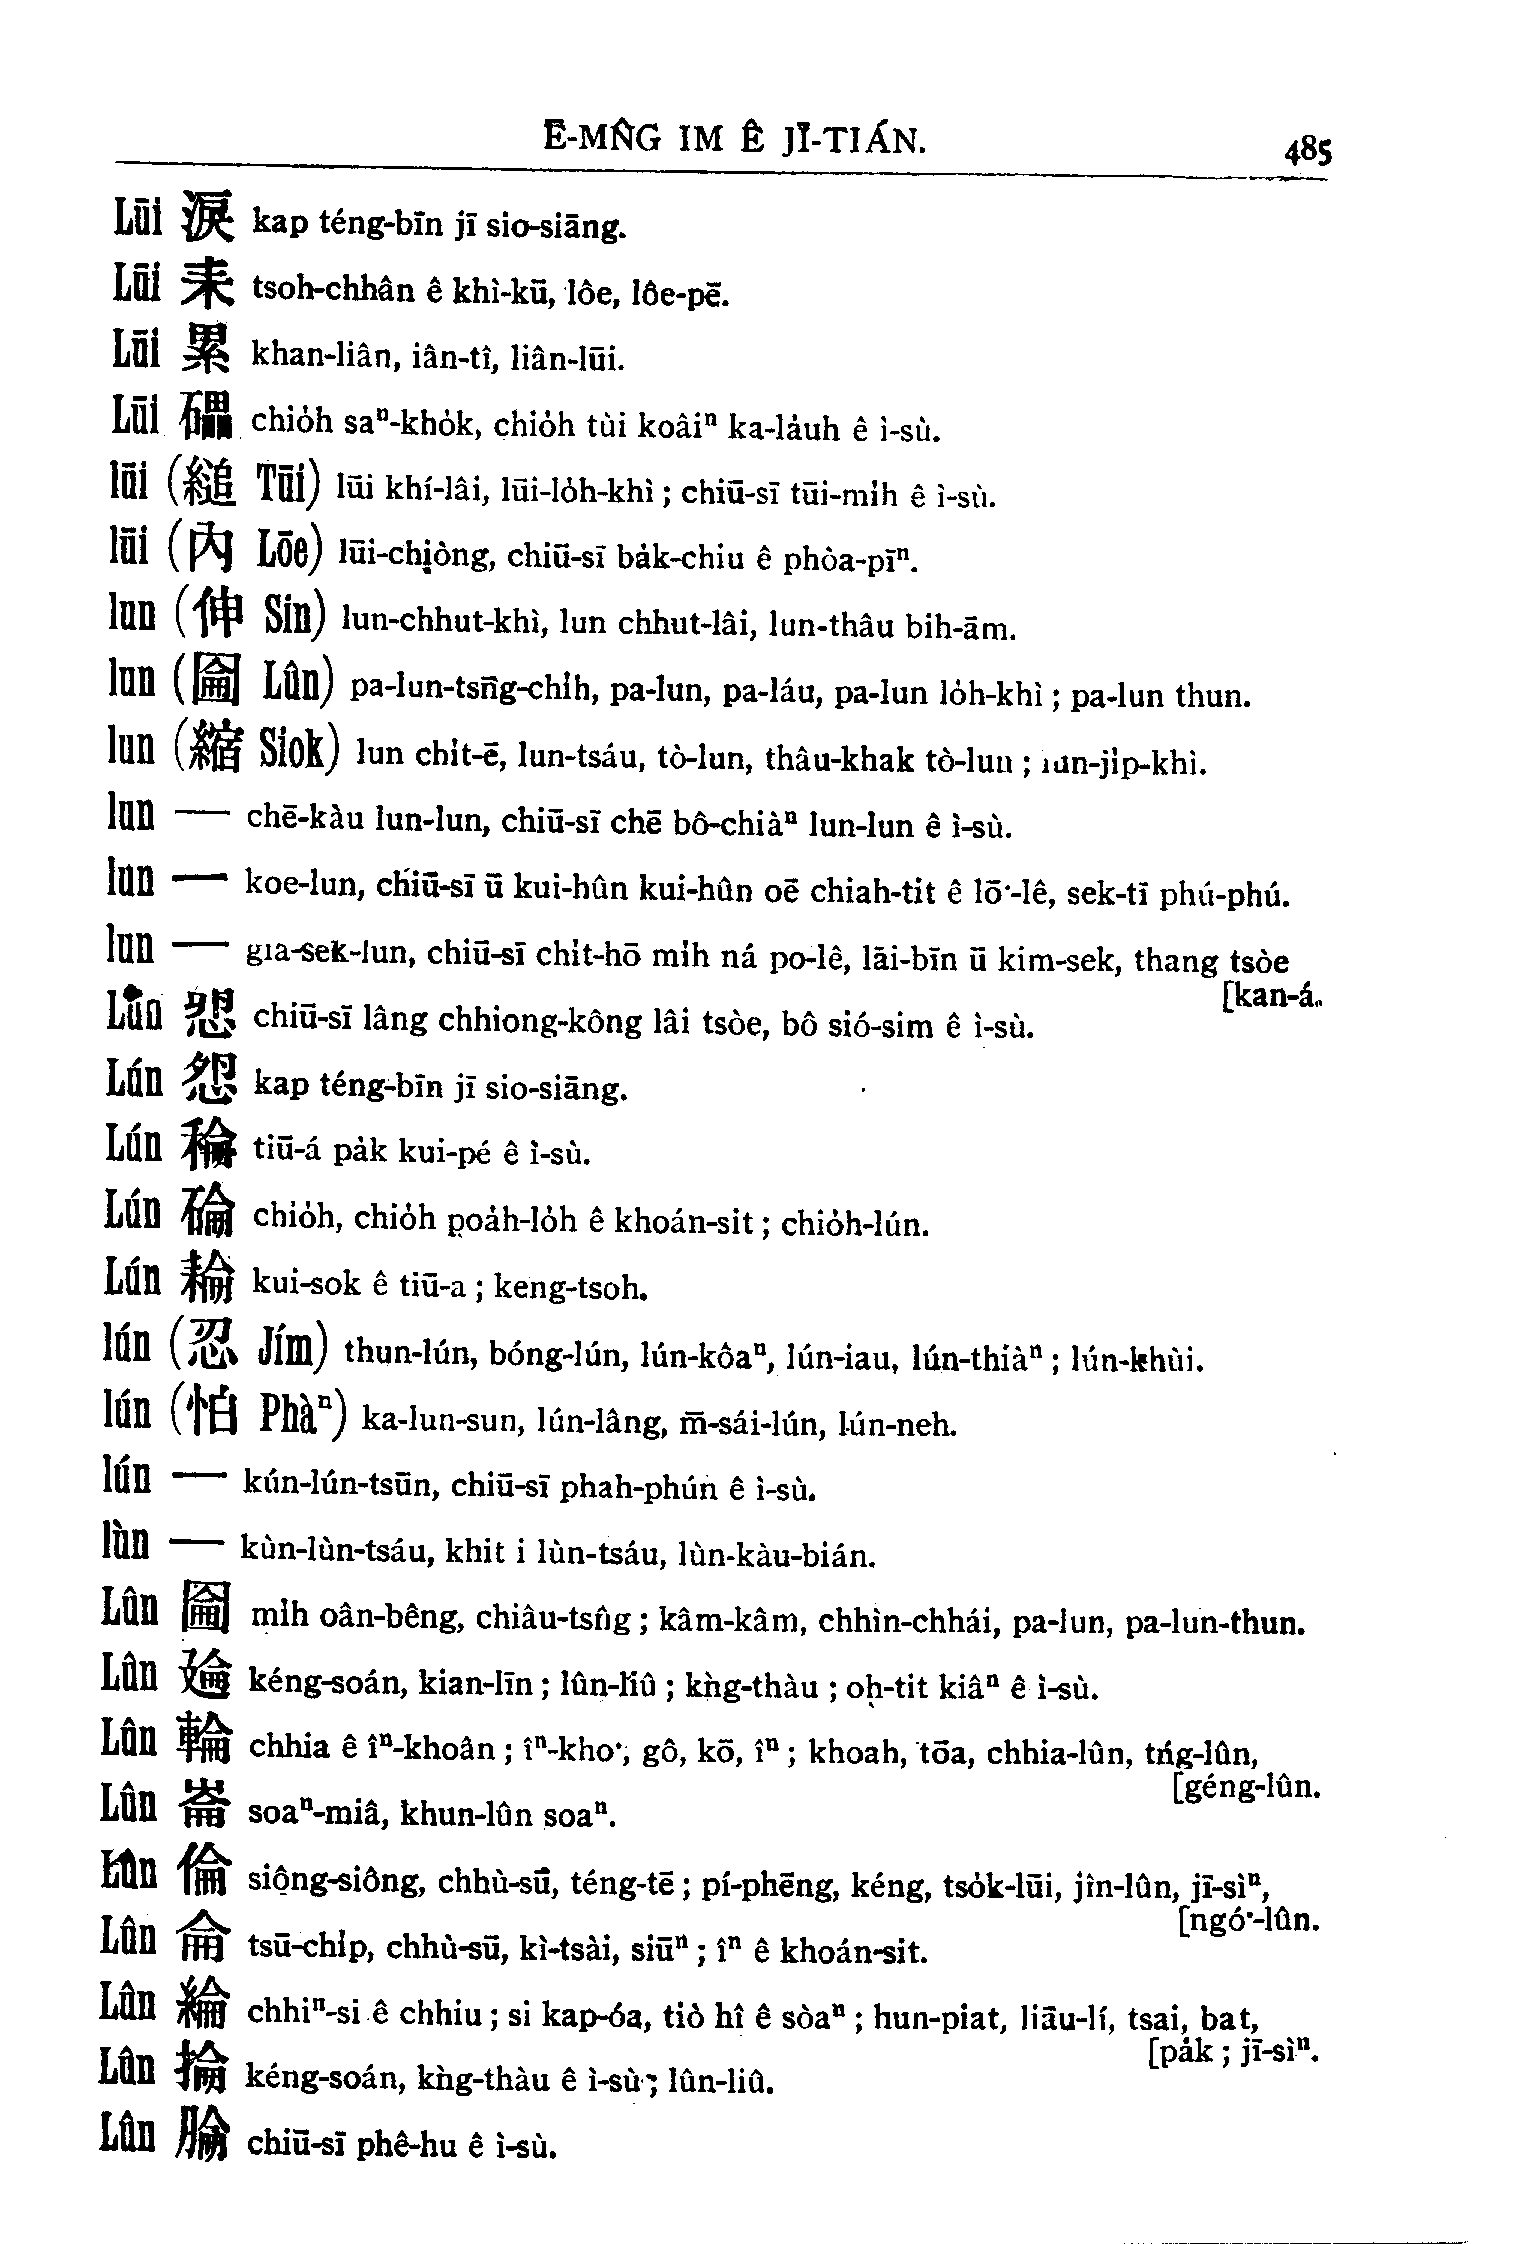 Ē-MN̂G IM Ê JĪ-TIÁN.
485
Lūi 淚 kap téng-bīn jī sio-siāng.
Lūi 耒 tsoh-chhân ê khì-kū, lôe, lôe-pē.
Lūi 累 khan-liân, iân-tî, liân-lūi.
Lūi 礧 chio̍h saⁿ-kho̍k, chio̍h tùi koâiⁿ ka-la̍uh ê ì-sù.
lūi (縋 Tūi) lūi khí-lâi, lūi-lo̍h-khì; chiū-sī tūi-mi̍h ê ì-sù.
lūi (內 Lōe) lūi-chiòng, chiū-sī ba̍k-chiu ê phòa-pīⁿ.
lun (伸 Sin) lun-chhut-khì, lun chhut-lâi, lun-thâu bih-ām.
lun (圇 Lûn) pa-lun-tsn̄g-chi̍h, pa-lun, pa-láu, pa-lun lo̍h-khì; pa-lun thun.
lun (縮 Siok) lun chi̍t-ē, lun-tsáu, tò-lun, thâu-khak tò-lun; lun-ji̍p-khì.
lun — chē-kàu lun-lun, chiū-sī chē bô-chiàⁿ lun-lun ê ì-sù.
lun — koe-lun, chiū-sī ū kui-hûn kui-hûn oē chiah-tit ê lō͘-lê, sek-tī phú-phú.
lun — gia-sek-lun, chiū-sī chi̍t-hō mi̍h ná po-lê, lāi-bīn ū kim-sek, thang tsòe
[kan-á.
Lún 惥 chiū-sī lâng chhiong-kông lâi tsòe, bô sió-sim ê ì-sù.
Lún 㤪 kap téng-bīn jī sio-siāng.
Lún 稐 tiū-á pa̍k kui-pé ê ì-sù.
Lún 碖 chio̍h, chio̍h poa̍h-lo̍h ê khoán-sit; chio̍h-lún.
Lún 耣 kui-sok ê tiū-a; keng-tsoh.
lún (忍 Jím) thun-lún, bóng-lún, lún-kôaⁿ, lún-iau, lún-thiàⁿ; lún-khùi.
lún (怕 Phàⁿ) ka-lun-sun, lún-lâng, m̄-sái-lún, lún-neh.
lún — kún-lún-tsūn, chiū-sī phah-phún ê ì-sù.
lùn — kùn-lùn-tsáu, khit i lùn-tsáu, lùn-kàu-bián.
Lûn 圇 mi̍h oân-bêng, chiâu-tsn̂g; kâm-kâm, chhìn-chhái, pa-lun, pa-lun-thun.
Lûn 𢌬 kéng-soán, kian-līn; lûn-liû; kǹg-thàu; oh-tit kiâⁿ ê ì-sù.
Lûn 輪 chhia ê îⁿ-khoân; îⁿ-kho͘, gô, kō, îⁿ; khoah, tōa, chhia-lûn, tńg-lûn,
[géng-lûn.
Lûn 崙 soaⁿ-miâ, khun-lûn soaⁿ.
Lûn 倫 siông-siông, chhù-sū, téng-tē; pí-phēng, kéng, tso̍k-lūi, jîn-lûn, jī-sìⁿ,
[ngó͘-lûn.
Lûn 侖 tsū-chi̍p, chhù-sū, kì-tsài, siūⁿ; îⁿ ê khoán-sit.
Lûn 綸 chhiⁿ-si ê chhiu; si kap-óa, tiò hî ê sòaⁿ; hun-piat, liāu-lí, tsai, bat,
[pa̍k; jī-sìⁿ.
Lûn 掄 kéng-soán, kǹg-thàu ê ì-sù; lûn-liû.
Lûn 腀 chiū-sī phê-hu ê ì-sù.